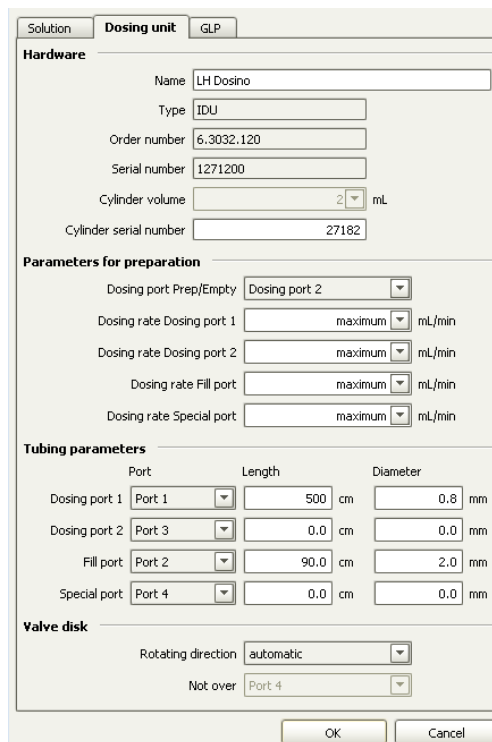 Solution Dosing unit GLP
Hardware
Name LH Dosino
Type IDU
Order number 6.3032.120
Serial number 1271200
Cylinder volume 2 mL
Cylinder serial number 27182
Parameters for preparation
Dosing port Prep/Empty Dosing port 2
Dosing rate Dosing port 1 maximum mL/min
Dosing rate Dosing port 2 maximum mL/min
Dosing rate Fill port maximum mL/min
Dosing rate Special port maximum mL/min
Tubing parameters
Port Length Diameter
Dosing port 1 Port 1 500 cm 0.8 mm
Dosing port 2 Port 3 0.0 cm 0.0 mm
Fill port Port 2 90.0 cm 2.0 mm
Special port Port 4 0.0 cm 0.0 mm
Valve disk
Rotating direction automatic
Not over Port 4
OK Cancel